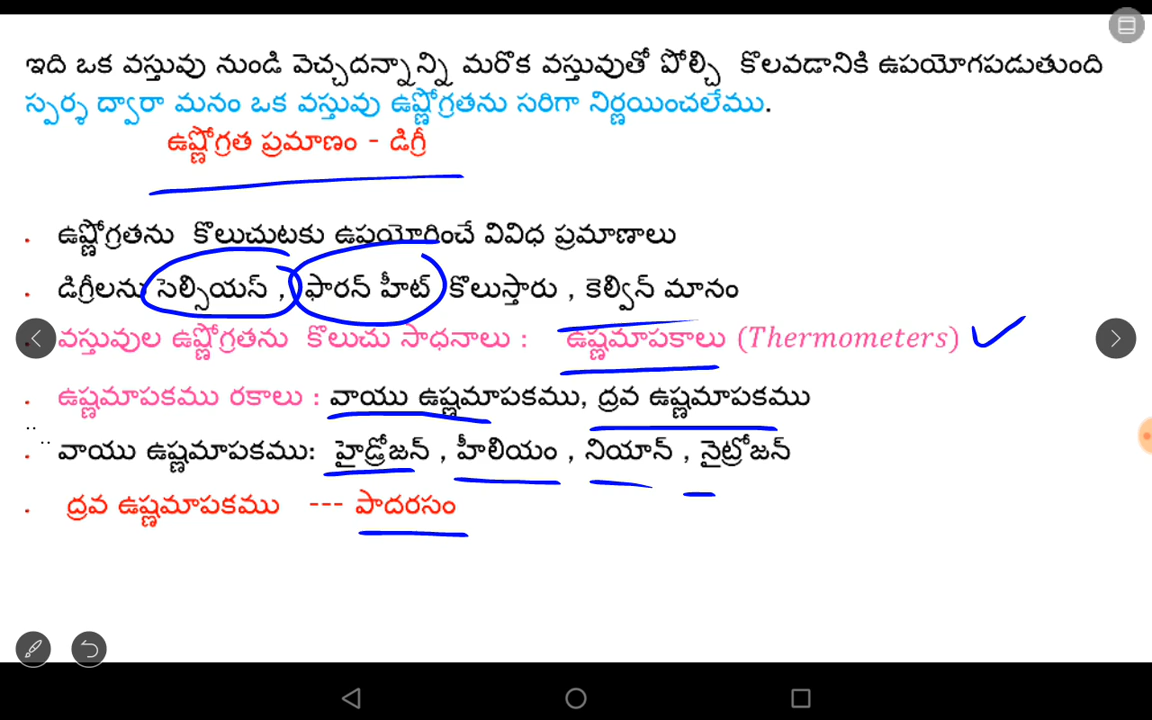 ఇది ఒక వస్తువు నుండి వెచ్చదన్నాన్ని మరొక వస్తువుతో పోల్చి కొలవడానికి ఉపయోగపడుతుంది
స్పర్శ ద్వారా మనం ఒక వస్తువు ఉష్ణోగ్రతను సరిగా నిర్ణయించలేము.
ఉష్ణోగ్రత ప్రమాణం - డిగ్రీ
. ఉష్ణోగ్రతను కొలుచుటకు ఉపయోగించే వివిధ ప్రమాణాలు
. డిగ్రీలను సెల్సియస్ , ఫారన్ హీట్ కొలుస్తారు , కెల్విన్ మానం
వస్తువుల ఉష్ణోగ్రతను కొలుచు సాధనాలు : ఉష్ణమాపకాలు (Thermometers)
. ఉష్ణమాపకము రకాలు : వాయు ఉష్ణమాపకము, ద్రవ ఉష్ణమాపకము
. వాయు ఉష్ణమాపకము: హైడ్రోజన్ , హీలియం , నియాన్ , నైట్రోజన్
. ద్రవ ఉష్ణమాపకము --- పాదరసం